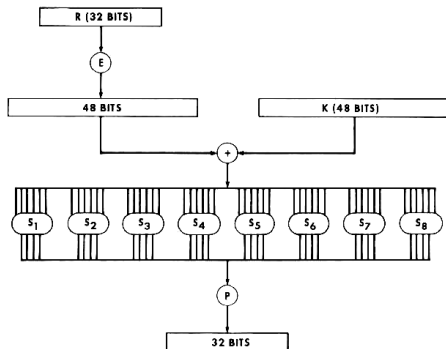 R (32 BITS)
E
48 BITS
K (48 BITS)
+
S1 S2 S3 S4 S5 S6 S7 S8
P
32 BITS